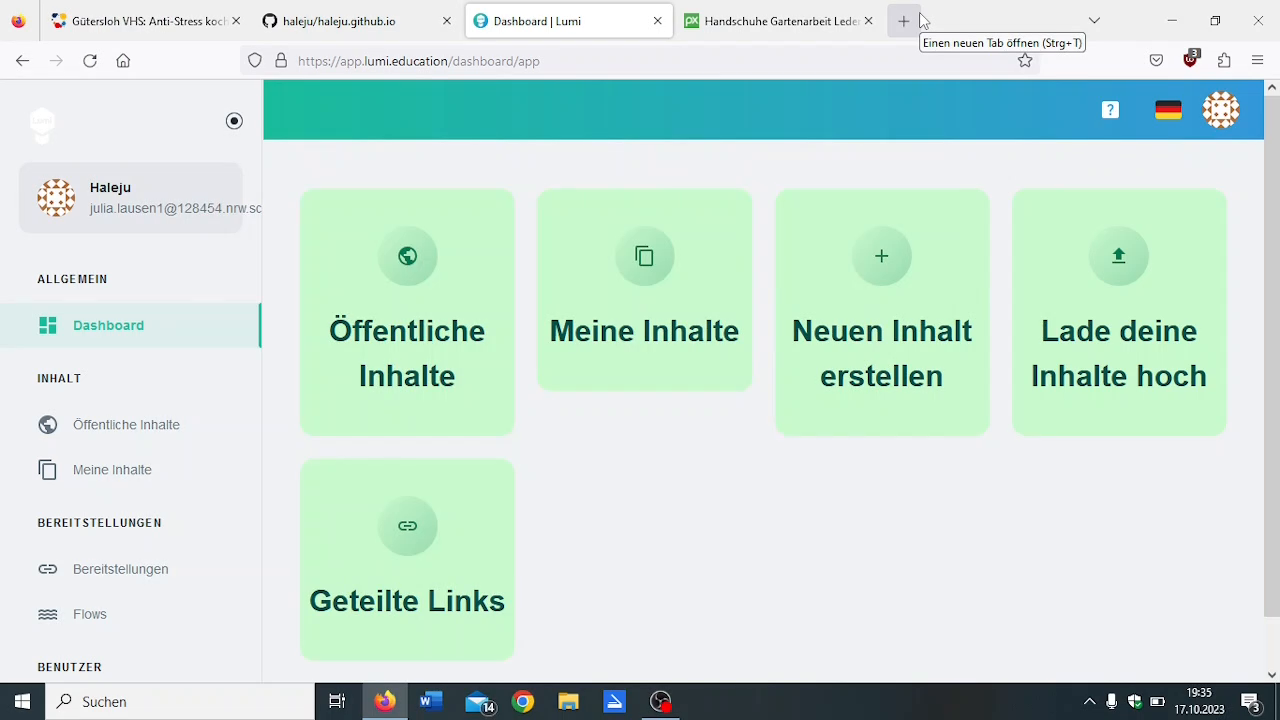 Gütersloh VHS: Anti-Stress koch
haleju/haleju.github.io
Dashboard | Lumi
Handschuhe Gartenarbeit Leder
Einen neuen Tab öffnen (Strg+T)
https://app.lumi.education/dashboard/app
3
?
Haleju
julia.lausen1@128454.nrw.sc
ALLGEMEIN
Dashboard
INHALT
Öffentliche Inhalte
Meine Inhalte
BEREITSTELLUNGEN
Bereitstellungen
Flows
BENUTZER
Öffentliche
Inhalte
Meine Inhalte
Neuen Inhalt
erstellen
Lade deine
Inhalte hoch
Geteilte Links
Suchen
14
19:35
17.10.2023
3